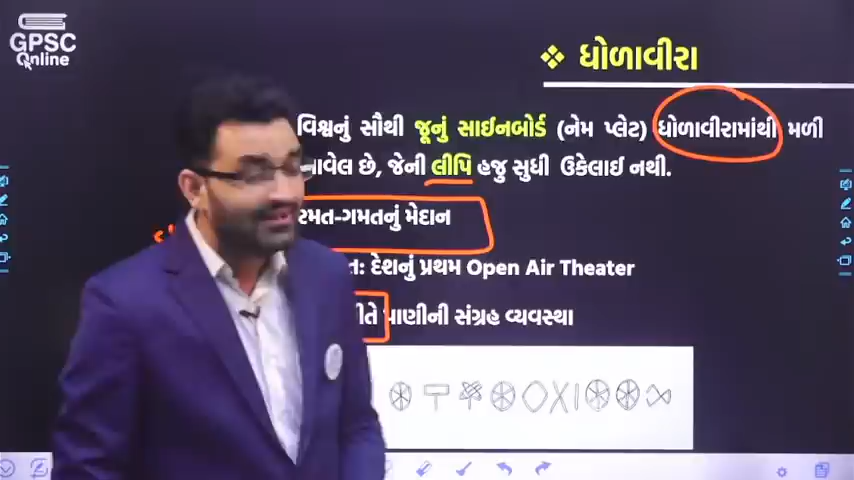 GPSC
Online
❖ ધોળાવીરા
વિશ્વનું સૌથી જૂનું સાઈનબોર્ડ (નેમ પ્લેટ) ધોળાવીરામાંથી મળી
છે, જેની લીપિ હજુ સુધી ઉકેલાઈ નથી.
રમત-ગમતનું મેદાન
દેશનું પ્રથમ Open Air Theater
પાણીની સંગ્રહ વ્યવસ્થા